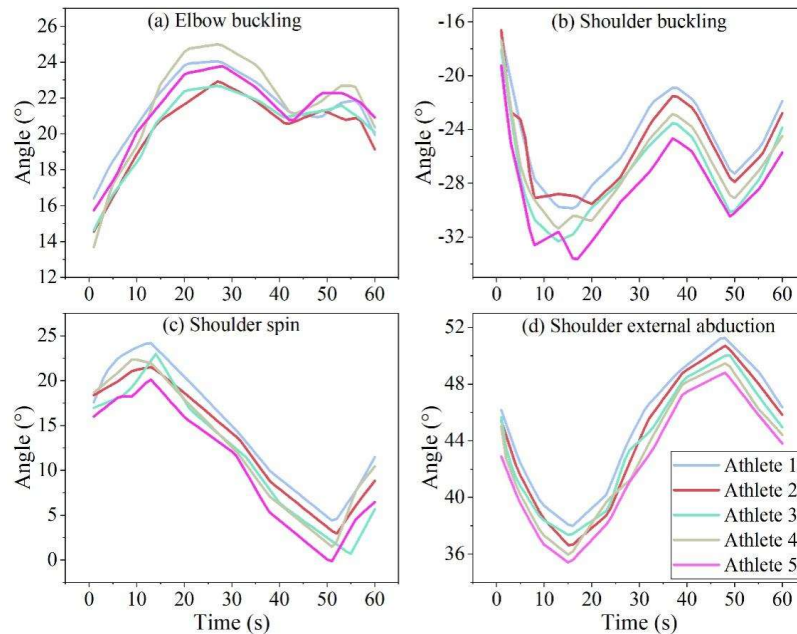 (a) Elbow buckling
26
24
22
20
18
16
14
12
Angle (°)
0 10 20 30 40 50 60
(b) Shoulder buckling
-16
-20
-24
-28
-32
Angle (°)
0 10 20 30 40 50 60
(c) Shoulder spin
25
20
15
10
5
0
Angle (°)
0 10 20 30 40 50 60
Time (s)
(d) Shoulder external abduction
52
48
44
40
36
Angle (°)
0 10 20 30 40 50 60
Time (s)
Athlete 1
Athlete 2
Athlete 3
Athlete 4
Athlete 5